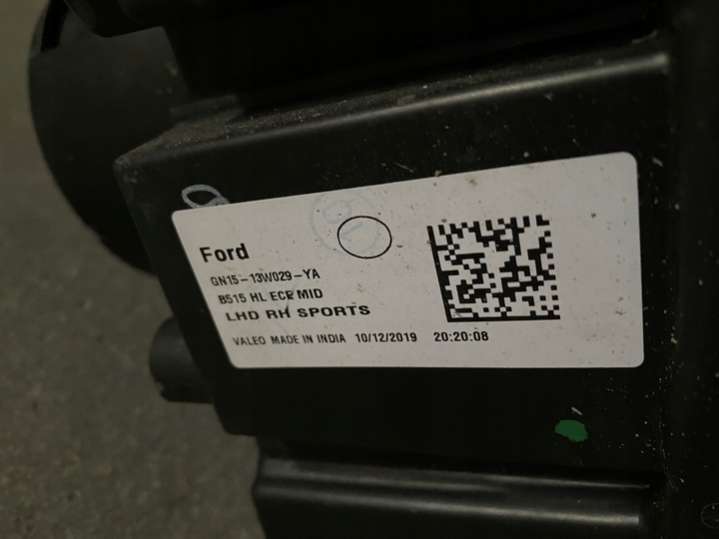 Ford
GN15-13W029-YA
B515 HL ECE MID
LHD RH SPORTS
VALEO MADE IN INDIA 10/12/2019 20:20:08